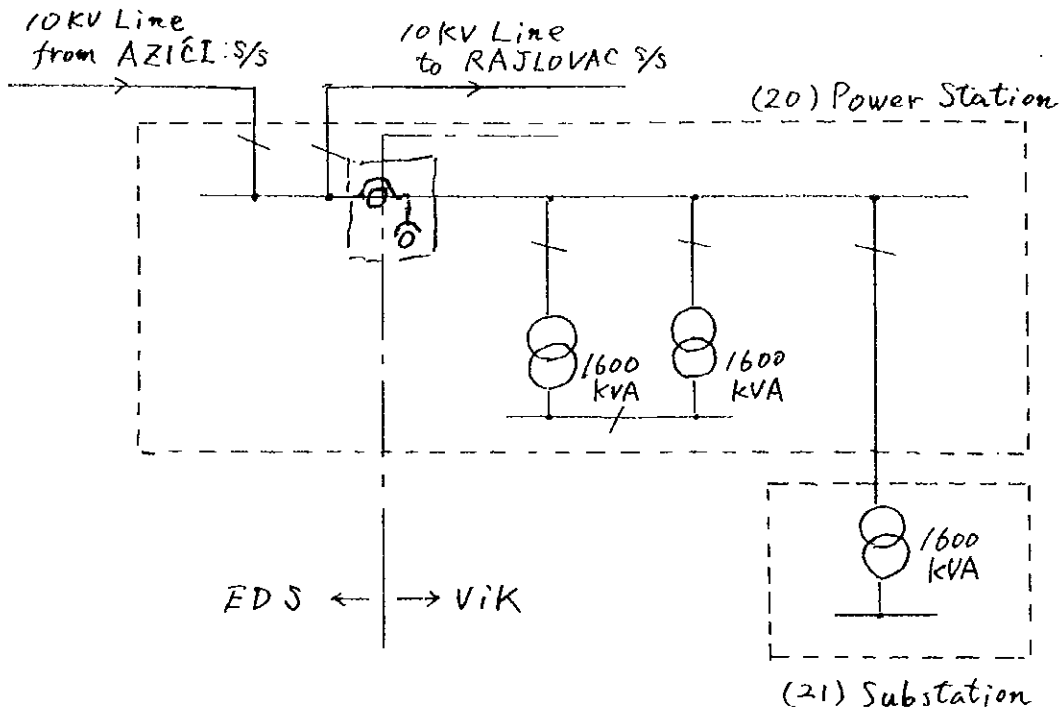 10KV Line
from AZIĆI S/S
10KV Line
to RAJLOVAC S/S
(20) Power Station
1600
KVA
1600
KVA
1600
KVA
EDS ← → ViK
(21) Substation